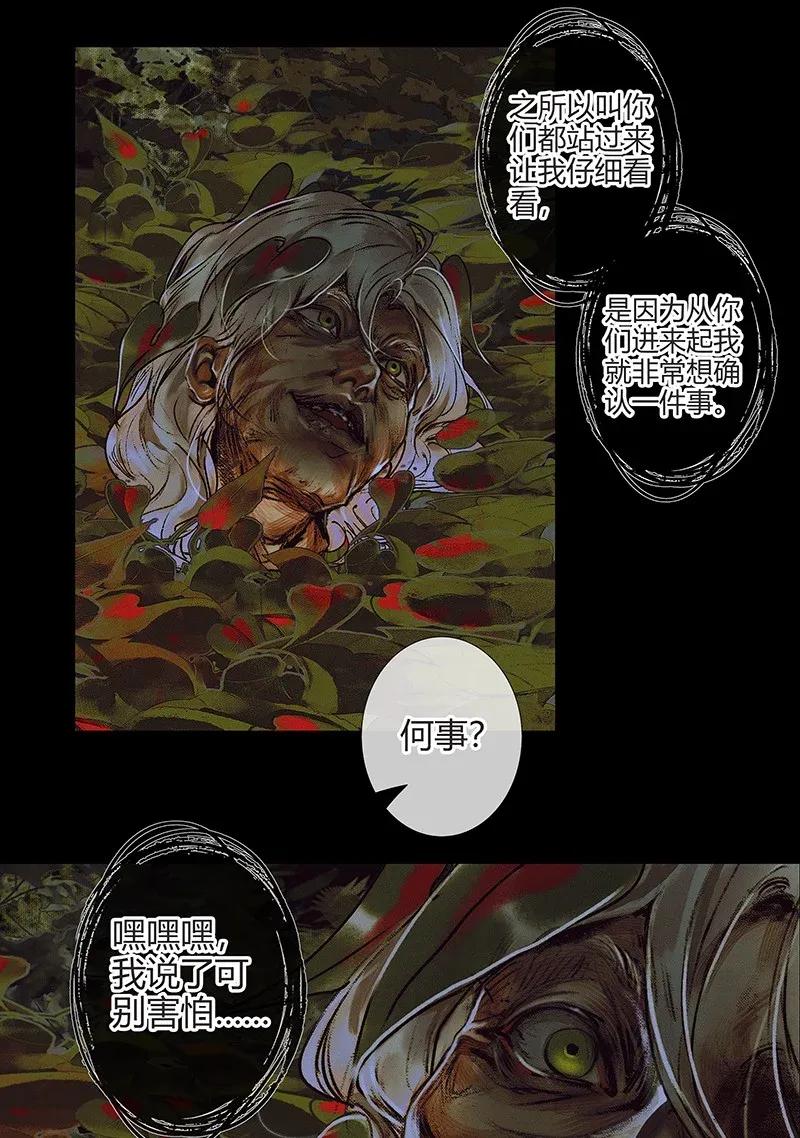 之所以叫你
们都站过来
让我仔细看
看,
是因为从你
们进来起我
就非常想确
认一件事.
何事?
嘿嘿嘿,
我说了可
别害怕......